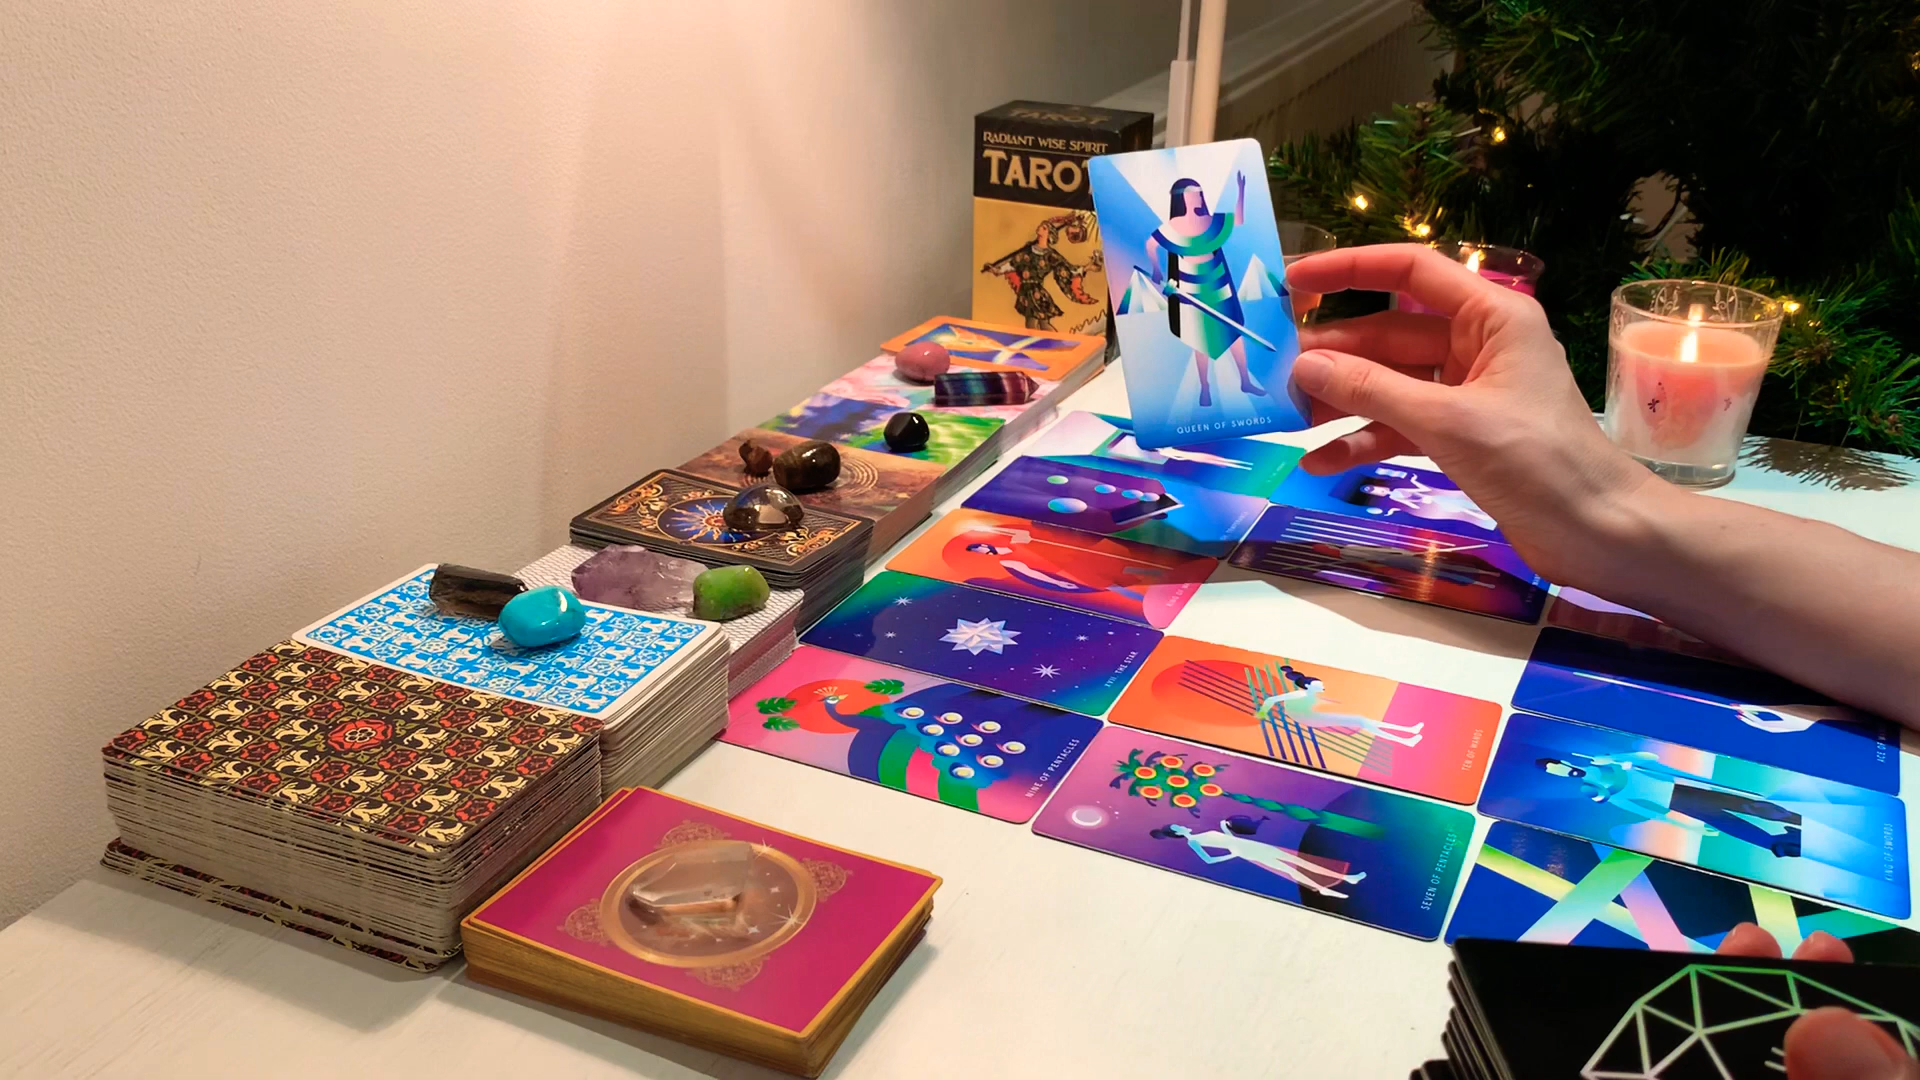 TAROT
RADIANT WISE SPIRIT
TAROT
QUEEN OF SWORDS
XVII THE STAR
NINE OF PENTACLES
TEN OF WANDS
SEVEN OF PENTACLES
KING OF SWORDS
ACE OF